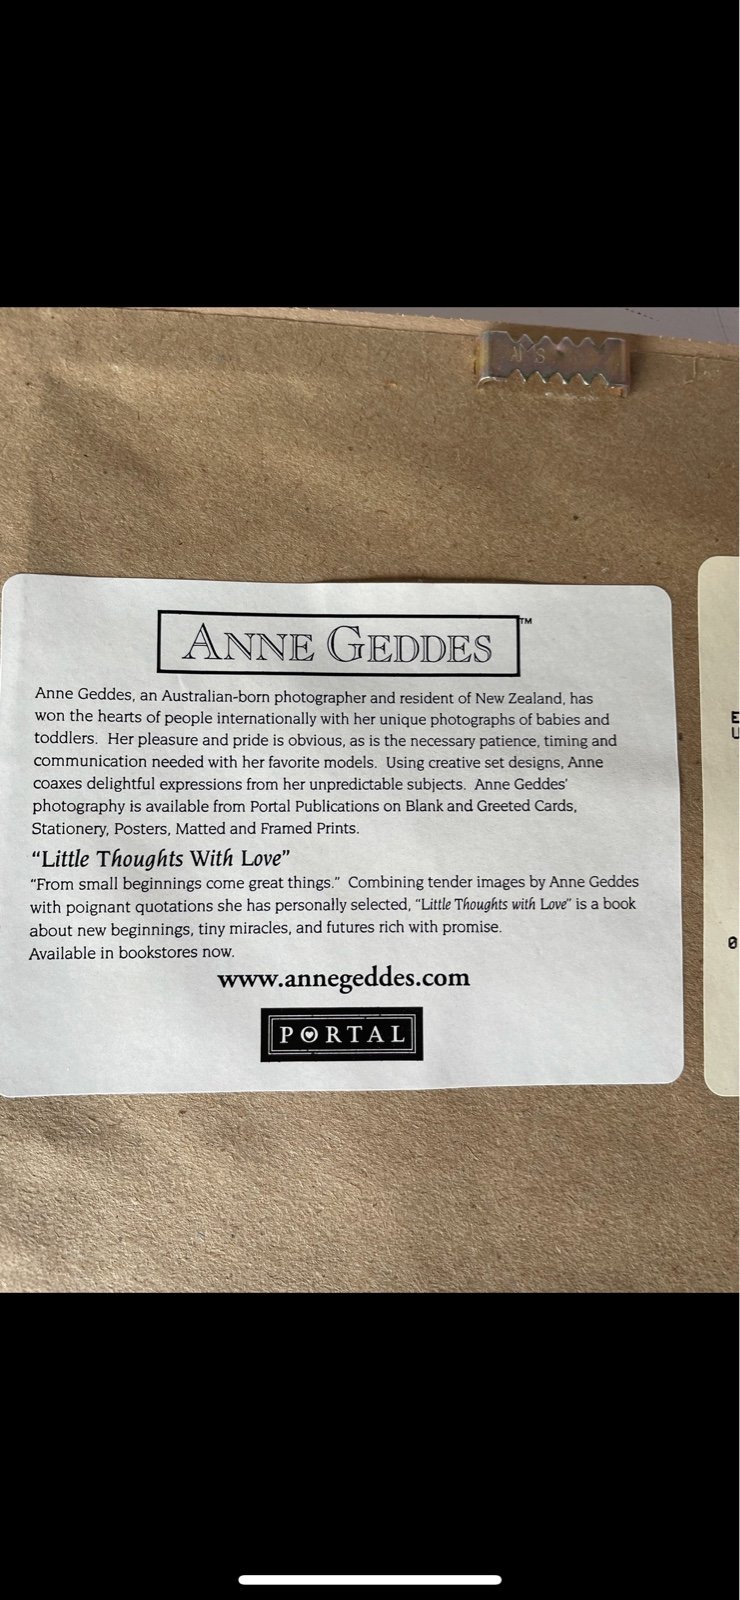 ANNE GEDDES™
Anne Geddes, an Australian-born photographer and resident of New Zealand, has
won the hearts of people internationally with her unique photographs of babies and
toddlers. Her pleasure and pride is obvious, as is the necessary patience, timing and
communication needed with her favorite models. Using creative set designs, Anne
coaxes delightful expressions from her unpredictable subjects. Anne Geddes'
photography is available from Portal Publications on Blank and Greeted Cards,
Stationery, Posters, Matted and Framed Prints.
"Little Thoughts With Love"
"From small beginnings come great things." Combining tender images by Anne Geddes
with poignant quotations she has personally selected, "Little Thoughts with Love" is a book
about new beginnings, tiny miracles, and futures rich with promise.
Available in bookstores now.
www.annegeddes.com
PORTAL